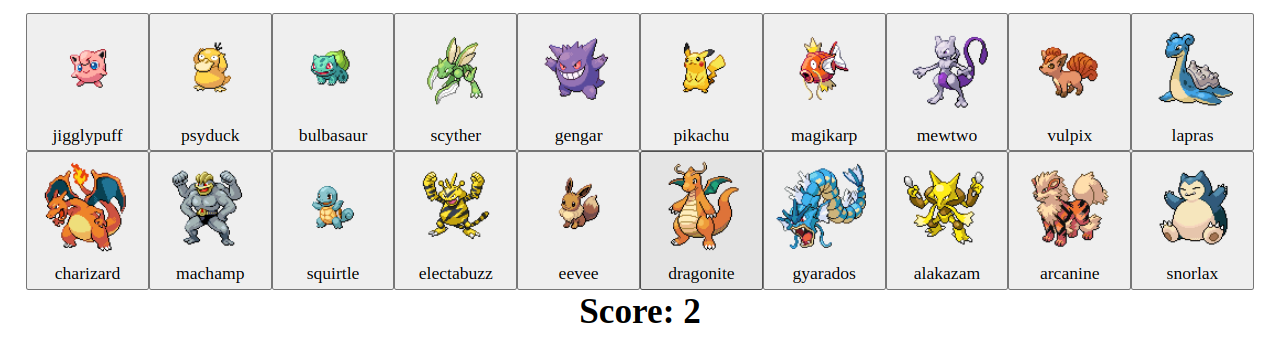 jigglypuff psyduck bulbasaur scyther gengar pikachu magikarp mewtwo vulpix lapras
charizard machamp squirtle electabuzz eevee dragonite gyarados alakazam arcanine snorlax
Score: 2